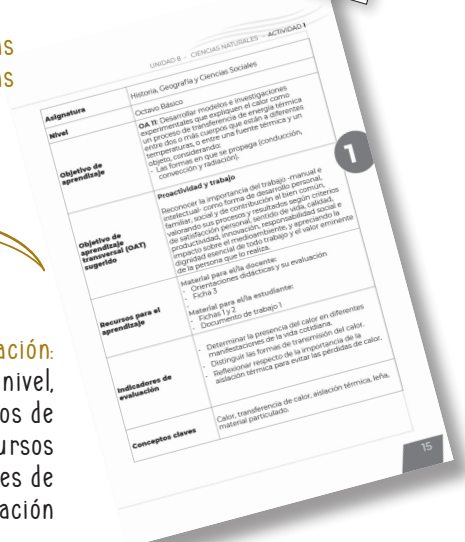 as
as
UNIDAD 8 - CIENCIAS NATURALES - ACTIVIDAD 1
Asignatura
Historia, Geografía y Ciencias Sociales
Nivel
Octavo Básico
Objetivo de
aprendizaje
OA 11: Desarrollar modelos e investigaciones
experimentales que expliquen el calor como
un proceso de transferencia de energía térmica
entre dos o más cuerpos que están a diferentes
temperaturas, o entre una fuente térmica y un
objeto, considerando:
- Las formas en que se propaga (conducción,
convección y radiación).
1
Objetivo de
aprendizaje
transversal (OAT)
sugerido
Proactividad y trabajo
Reconocer la importancia del trabajo -manual e
intelectual- como forma de desarrollo personal,
familiar, social y de contribución al bien común,
valorando sus procesos y resultados según criterios
de satisfacción personal, sentido de vida, calidad,
productividad, innovación, responsabilidad social e
impacto sobre el medioambiente, y apreciando la
dignidad esencial de todo trabajo y el valor eminente
de la persona que lo realiza.
Recursos para el
aprendizaje
Material para el/la docente:
- Orientaciones didácticas y su evaluación
- Ficha 3
Material para el/la estudiante:
- Fichas 1 y 2
- Documento de trabajo 1
Indicadores de
evaluación
- Determinar la presencia del calor en diferentes
manifestaciones de la vida cotidiana.
- Distinguir las formas de transmisión del calor.
- Reflexionar respecto de la importancia de la
aislación térmica para evitar las pérdidas de calor.
Conceptos claves
Calor, transferencia de calor, aislación térmica, leña,
material particulado.
15
ación:
nivel,
os de
ursos
es de
ación